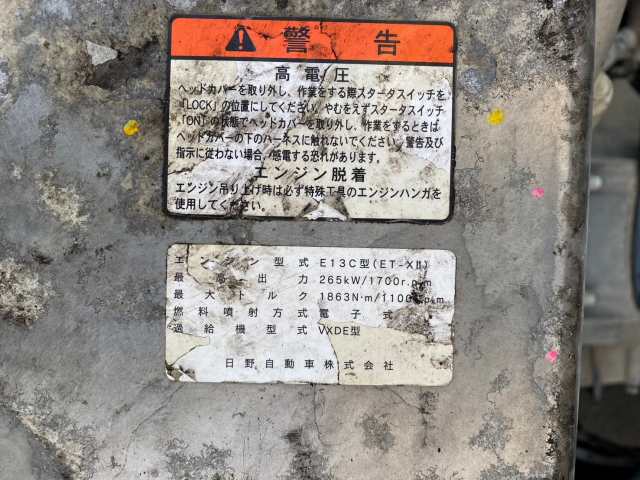 警告
高電圧
ヘッドカバーを取り外し、作業をする際スタータスイッチを
「LOCK」の位置にしてください。やむをえずスタータスイッチ
「ON」の状態でヘッドカバーを取り外し、作業をするときは
ヘッドカバーの下のハーネスに触れないでください。警告及び
指示に従わない場合、感電する恐れがあります。
エンジン脱着
エンジン吊り上げ時は必ず特殊工具のエンジンハンガを
使用してください。
エンジン型式 E13C型(ET-XII)
最高出力 265kW/1700r.p.m
最大トルク 1863N·m/1100r.p.m
燃料噴射方式 電子式
過給機型式 VXDE型
日野自動車株式会社